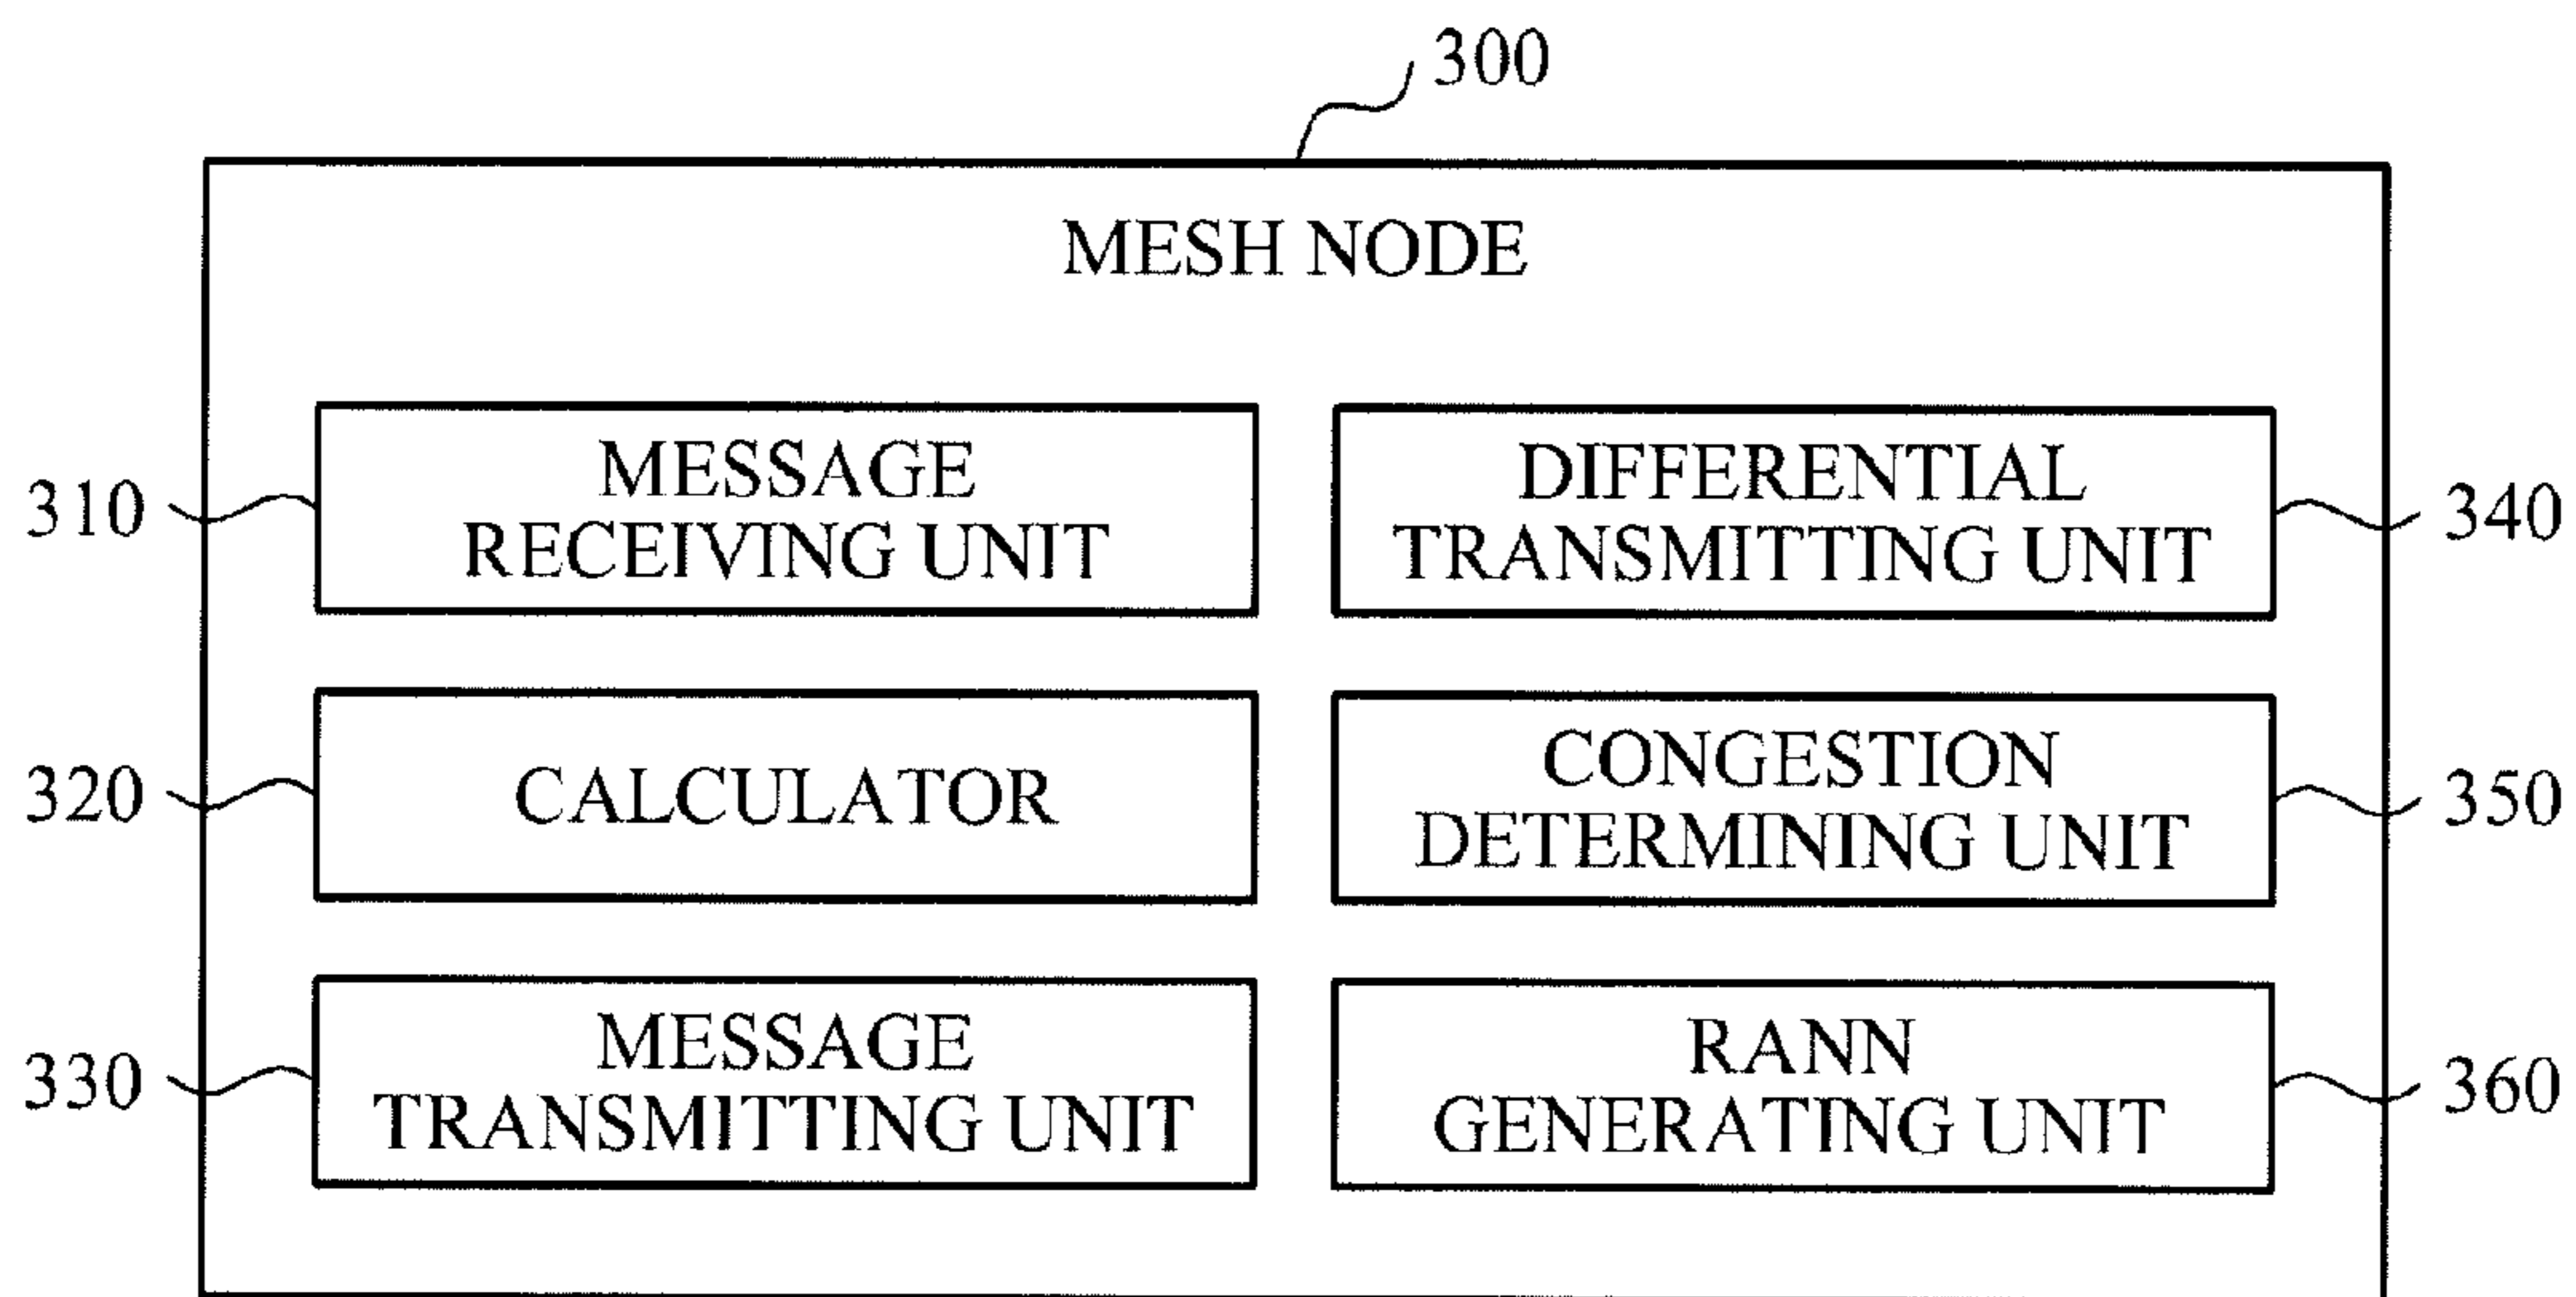 300
MESH NODE
310
MESSAGE
RECEIVING UNIT
DIFFERENTIAL
TRANSMITTING UNIT
340
320
CALCULATOR
CONGESTION
DETERMINING UNIT
350
330
MESSAGE
TRANSMITTING UNIT
RANN
GENERATING UNIT
360